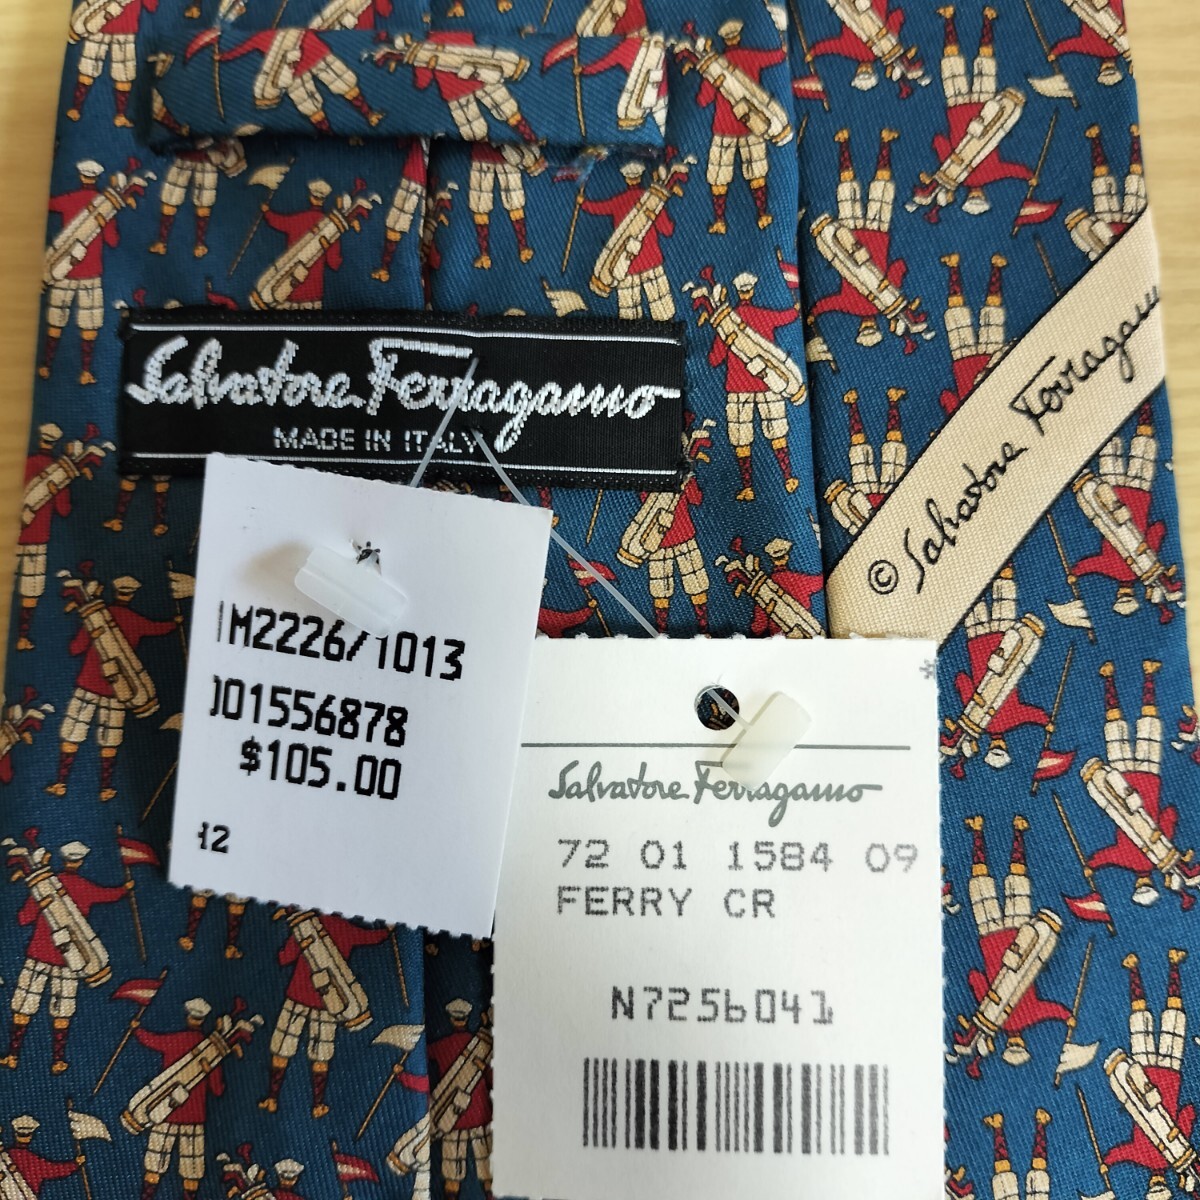 Salvatore Ferragamo
MADE IN ITALY
© Salvatore Ferragamo
M2226/1013
01556878
$105.00
12
*
Salvatore Ferragamo
72 01 1584 09
FERRY CR
N7256041